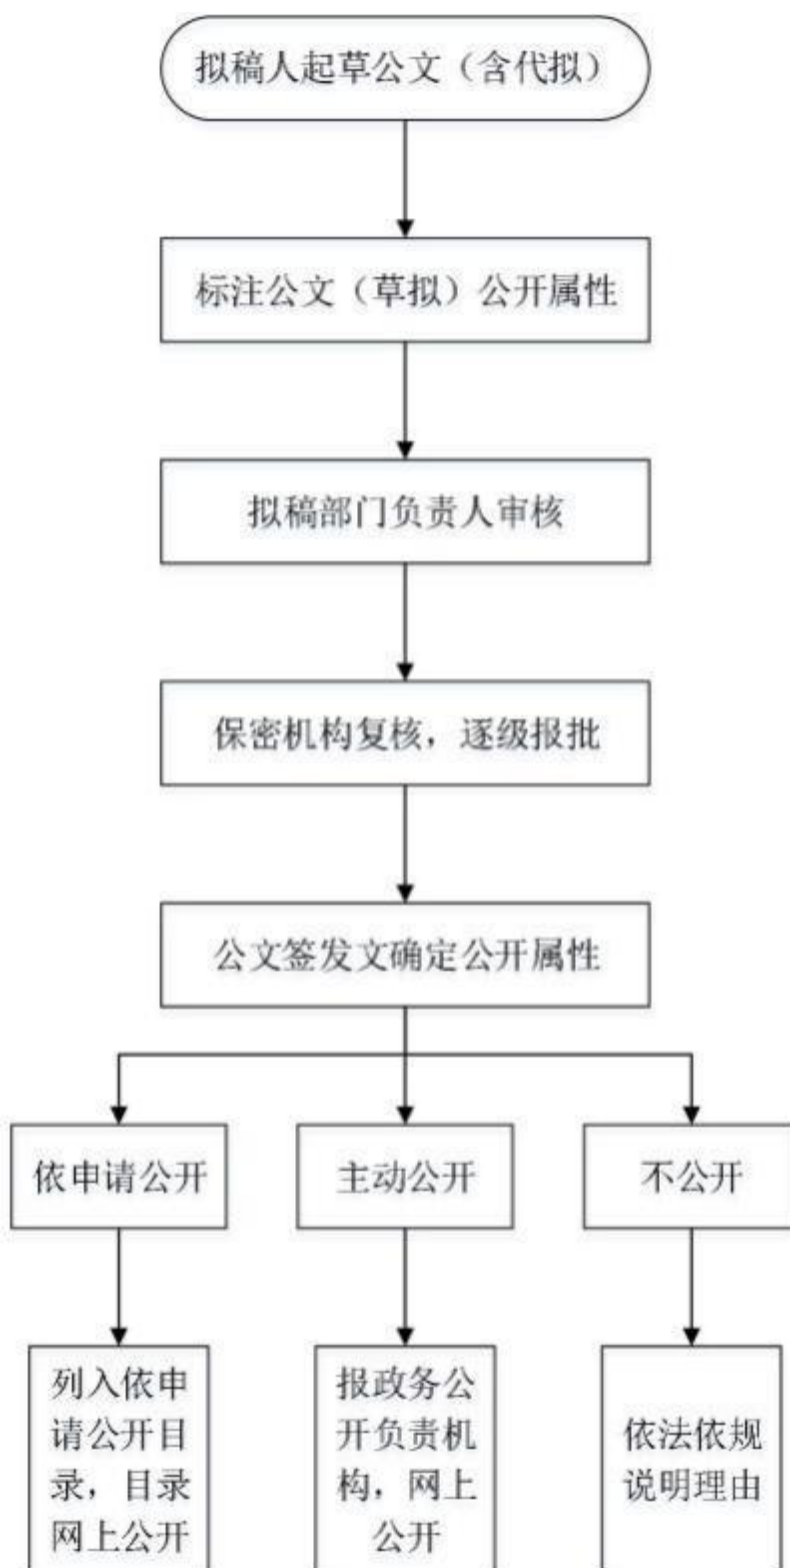 拟稿人起草公文（含代拟）
标注公文（草拟）公开属性
拟稿部门负责人审核
保密机构复核，逐级报批
公文签发文确定公开属性
依申请公开
主动公开
不公开
列入依申
请公开目
录，目录
网上公开
报政务公
开负责机
构，网上
公开
依法依规
说明理由